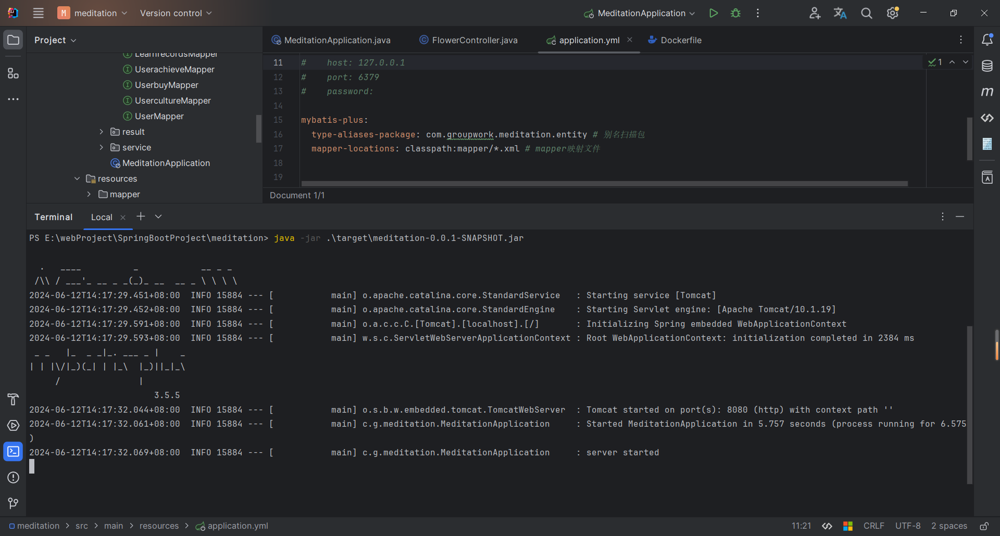 M meditation Version control MeditationApplication
Project
MeditationApplication.java FlowerController.java application.yml Dockerfile
LearnrecordsMapper
UserachieveMapper
UserbuyMapper
UsercultureMapper
UserMapper
result
service
MeditationApplication
resources
mapper
11 #    host: 127.0.0.1
12 #    port: 6379
13 #    password:
14
15 mybatis-plus:
16   type-aliases-package: com.groupwork.meditation.entity # 别名扫描包
17   mapper-locations: classpath:mapper/*.xml # mapper映射文件
18
19
1
Document 1/1
Terminal Local
PS E:\webProject\SpringBootProject\meditation> java -jar .\target\meditation-0.0.1-SNAPSHOT.jar
  .   ____          _            __ _ _
 /\\ / ___'_ __ _ _(_)_ __  __ _ \ \ \ \
2024-06-12T14:17:29.451+08:00  INFO 15884 --- [           main] o.apache.catalina.core.StandardService   : Starting service [Tomcat]
2024-06-12T14:17:29.452+08:00  INFO 15884 --- [           main] o.apache.catalina.core.StandardEngine    : Starting Servlet engine: [Apache Tomcat/10.1.19]
2024-06-12T14:17:29.591+08:00  INFO 15884 --- [           main] o.a.c.c.C.[Tomcat].[localhost].[/]       : Initializing Spring embedded WebApplicationContext
2024-06-12T14:17:29.593+08:00  INFO 15884 --- [           main] w.s.c.ServletWebServerApplicationContext : Root WebApplicationContext: initialization completed in 2384 ms
 _ _   |_  _ _|_. ___ _ |    _
| | |\/|_)(_| | |_\  |_)||_|_\
     /               |
                        3.5.5
2024-06-12T14:17:32.044+08:00  INFO 15884 --- [           main] o.s.b.w.embedded.tomcat.TomcatWebServer  : Tomcat started on port(s): 8080 (http) with context path ''
2024-06-12T14:17:32.061+08:00  INFO 15884 --- [           main] c.g.meditation.MeditationApplication     : Started MeditationApplication in 5.757 seconds (process running for 6.575
)
2024-06-12T14:17:32.069+08:00  INFO 15884 --- [           main] c.g.meditation.MeditationApplication     : server started
meditation > src > main > resources > application.yml 11:21 CRLF UTF-8 2 spaces